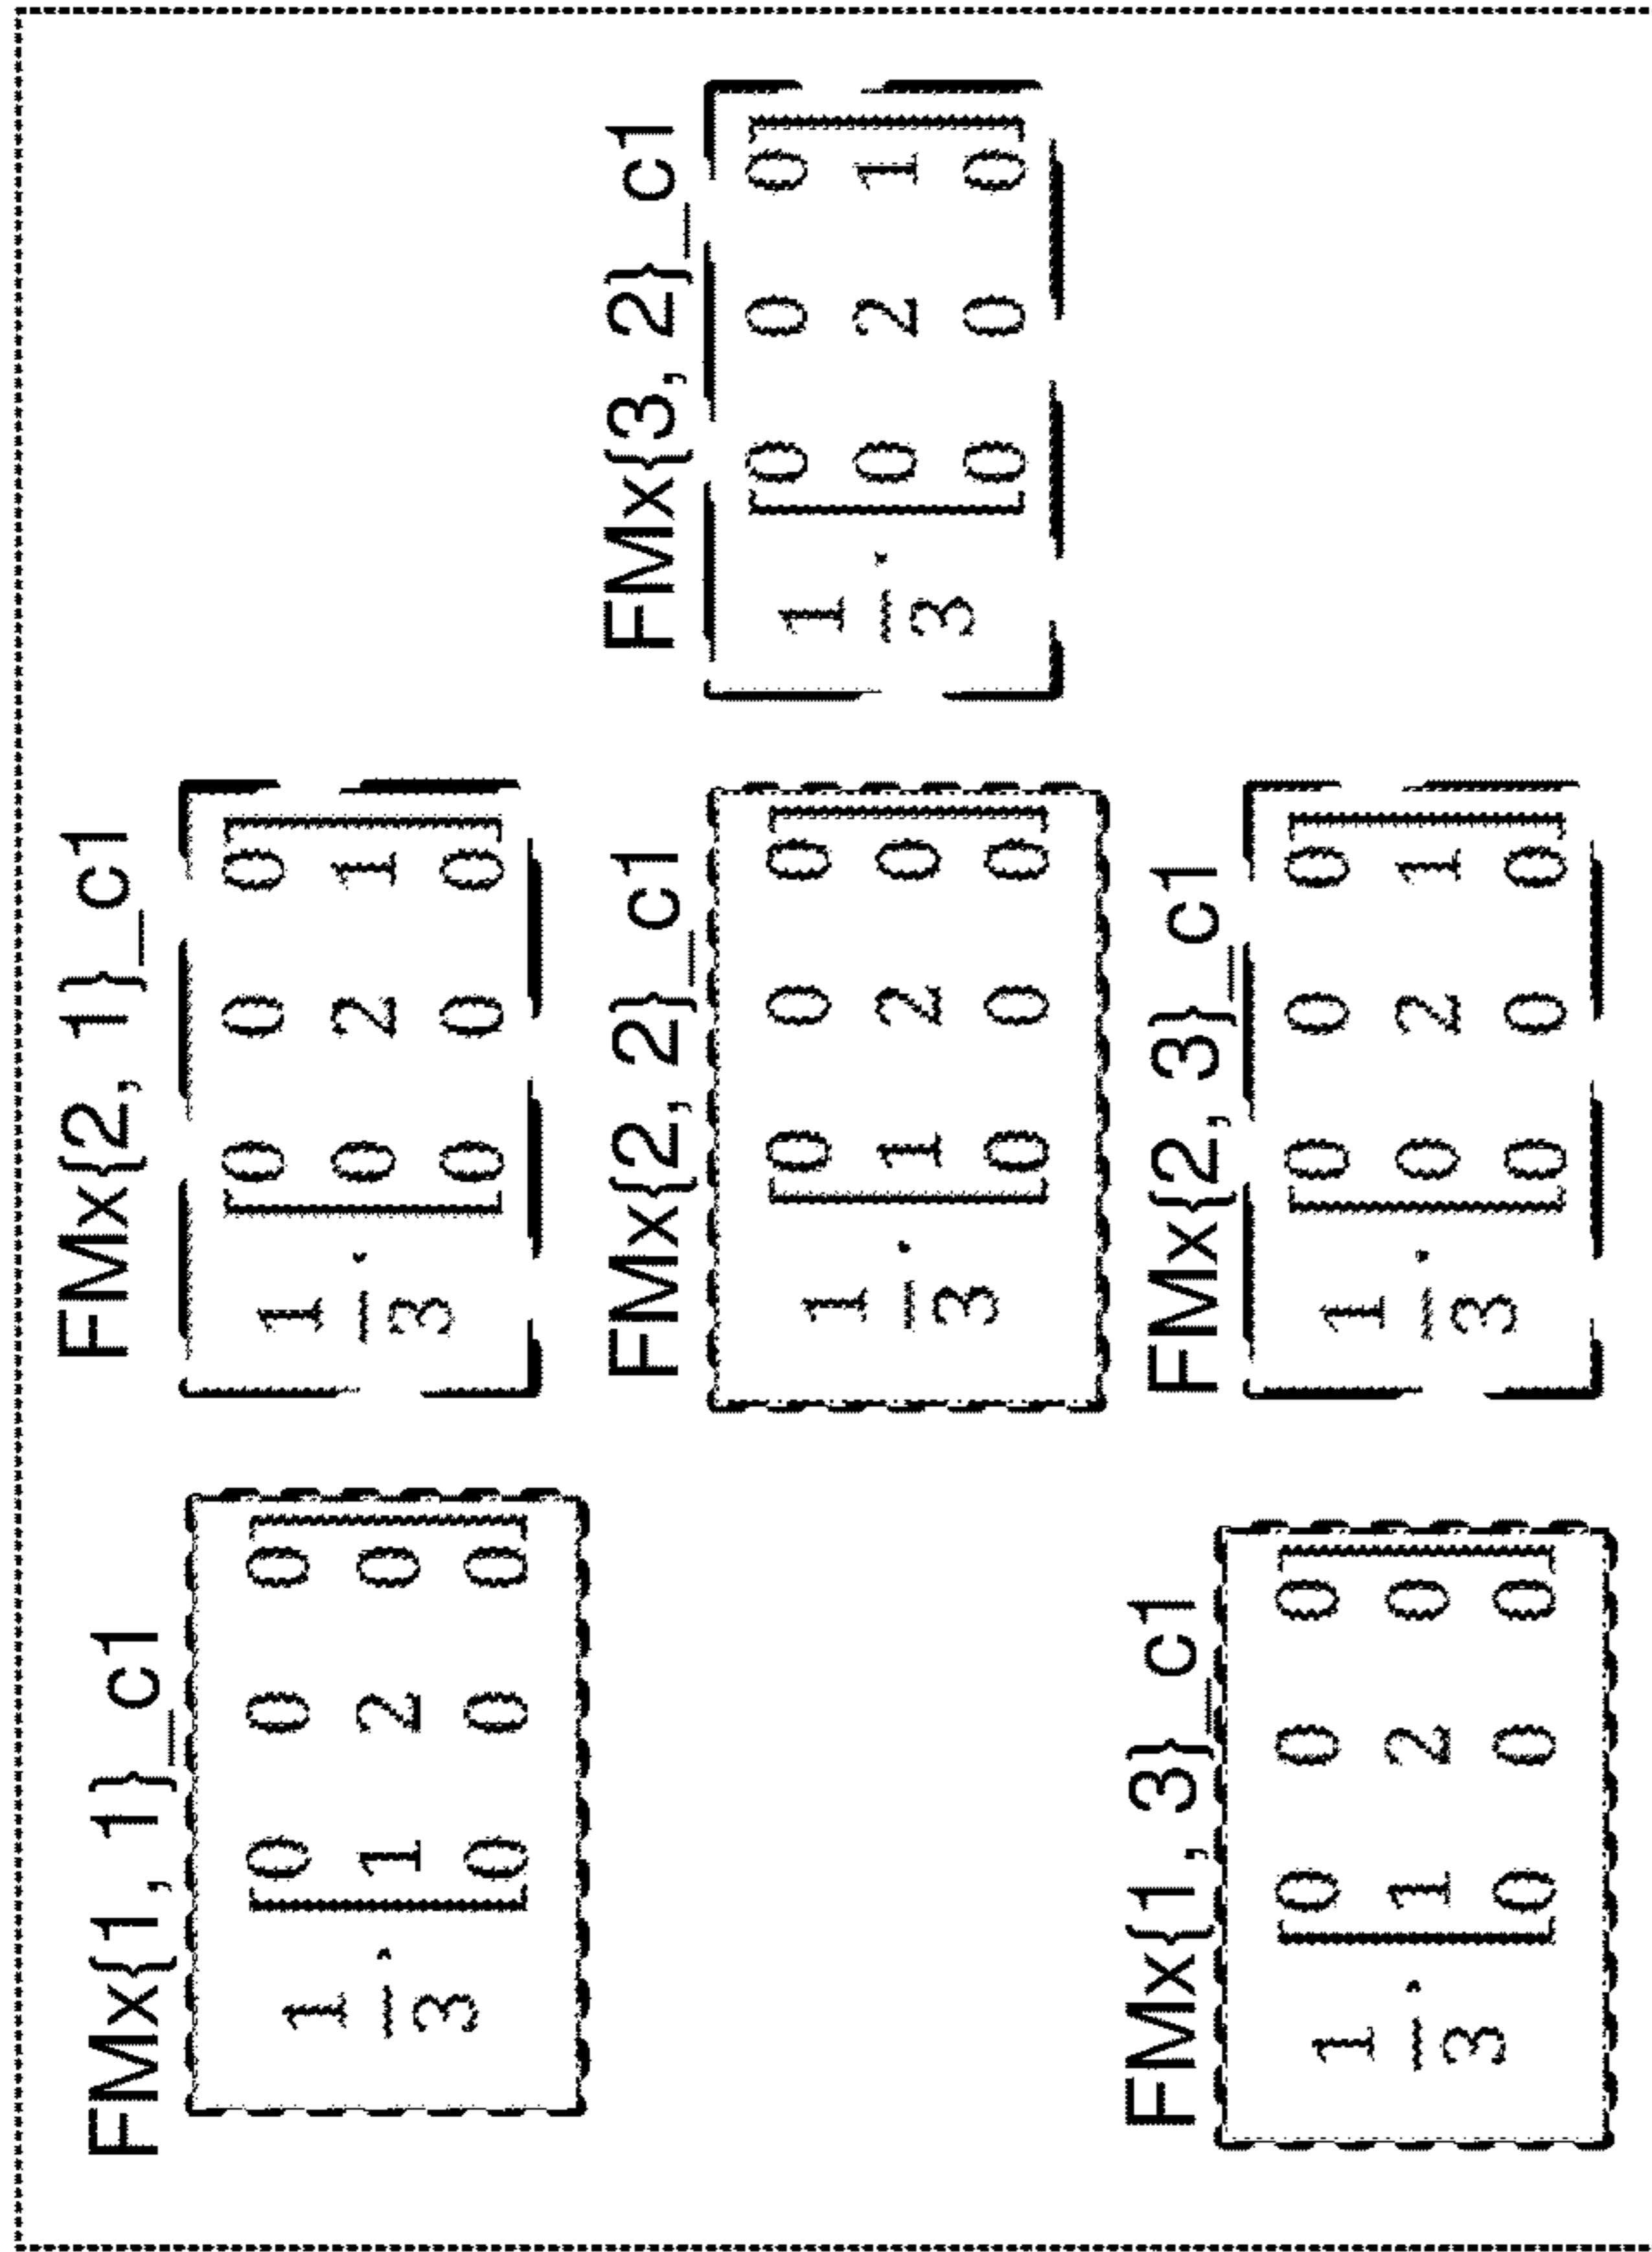 FMx{1, 1}_c1
1/3 · [0 0 0
1 2 0
0 0 0]
FMx{2, 1}_c1
1/3 · [0 0 0
0 2 1
0 0 0]
FMx{2, 2}_c1
1/3 · [0 0 0
1 2 0
0 0 0]
FMx{3, 2}_c1
1/3 · [0 0 0
0 2 1
0 0 0]
FMx{1, 3}_c1
1/3 · [0 0 0
1 2 0
0 0 0]
FMx{2, 3}_c1
1/3 · [0 0 0
0 2 1
0 0 0]